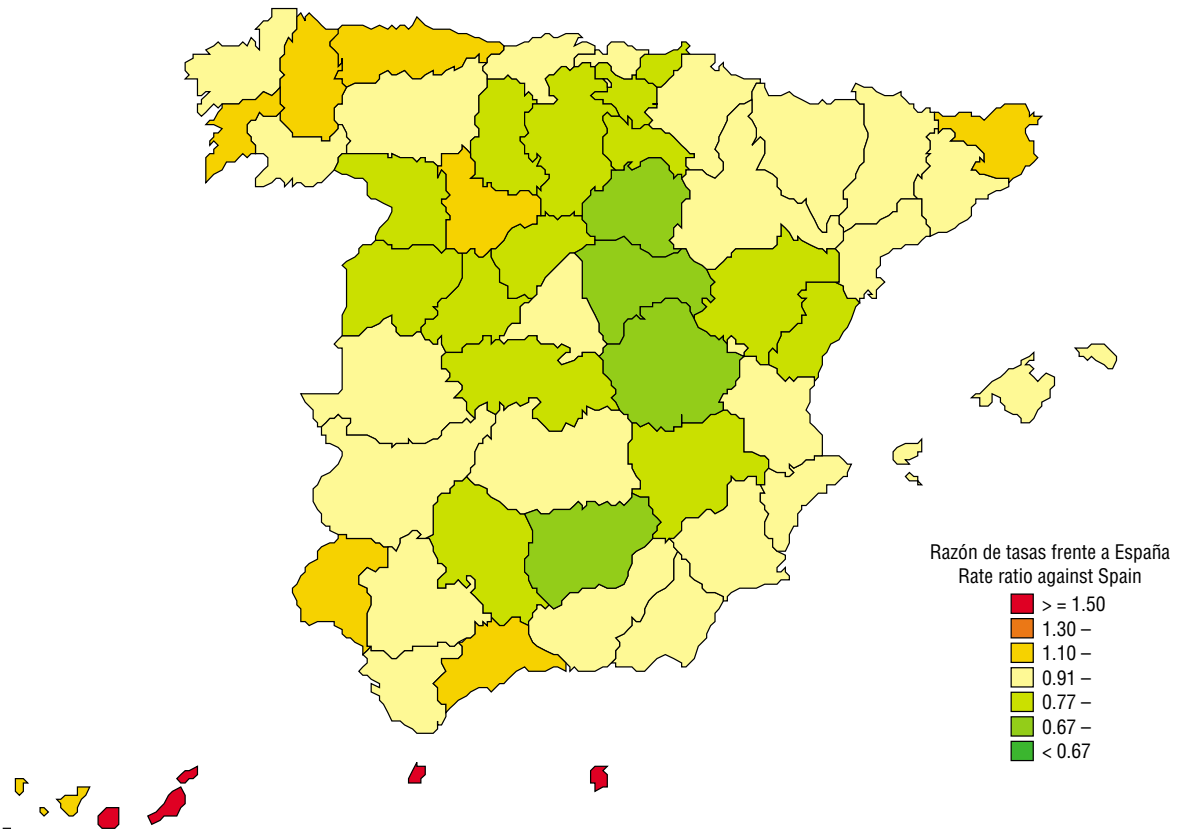 Razón de tasas frente a España
Rate ratio against Spain
> = 1.50
1.30 –
1.10 –
0.91 –
0.77 –
0.67 –
< 0.67